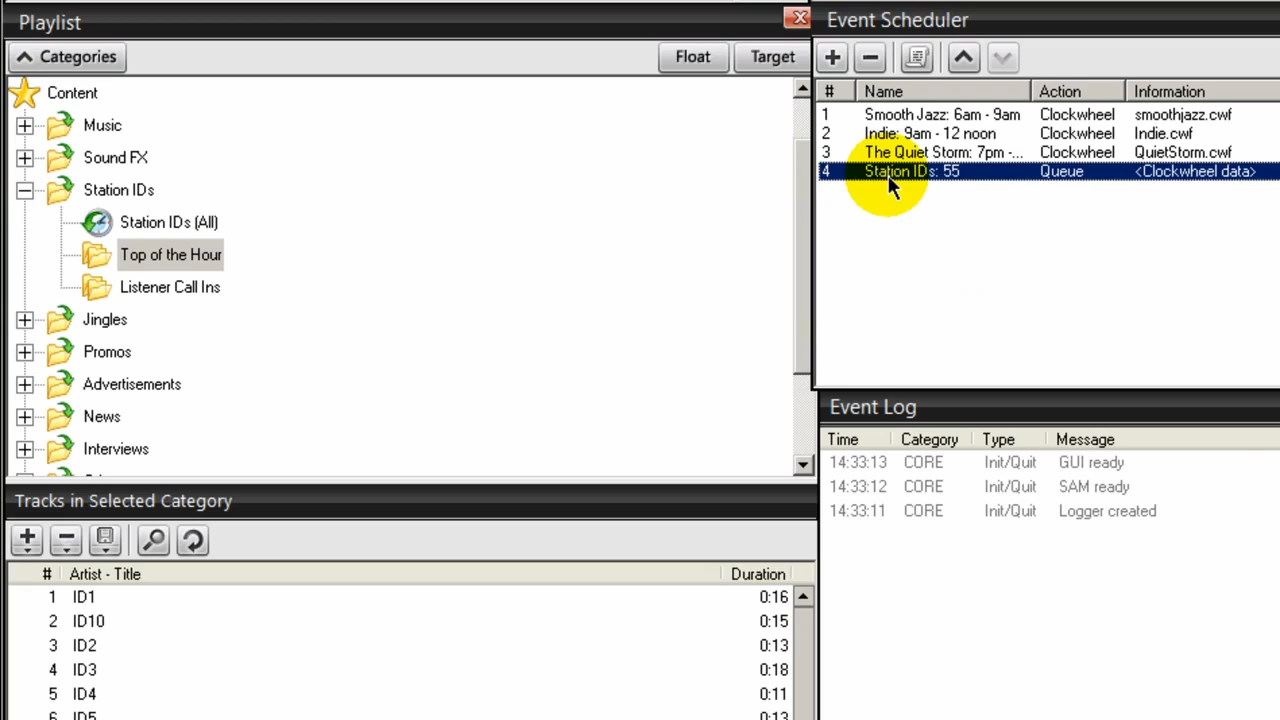 Playlist
Categories
Float
Target
Content
Music
Sound FX
Station IDs
Station IDs (All)
Top of the Hour
Listener Call Ins
Jingles
Promos
Advertisements
News
Interviews
Tracks in Selected Category
# Artist - Title Duration
1 ID1 0:16
2 ID10 0:15
3 ID2 0:13
4 ID3 0:18
5 ID4 0:11
6 ID5 0:13
Event Scheduler
# Name Action Information
1 Smooth Jazz: 6am - 9am Clockwheel smoothjazz.cwf
2 Indie: 9am - 12 noon Clockwheel Indie.cwf
3 The Quiet Storm: 7pm -... Clockwheel QuietStorm.cwf
4 Station IDs: 55 Queue <Clockwheel data>
Event Log
Time Category Type Message
14:33:13 CORE Init/Quit GUI ready
14:33:12 CORE Init/Quit SAM ready
14:33:11 CORE Init/Quit Logger created